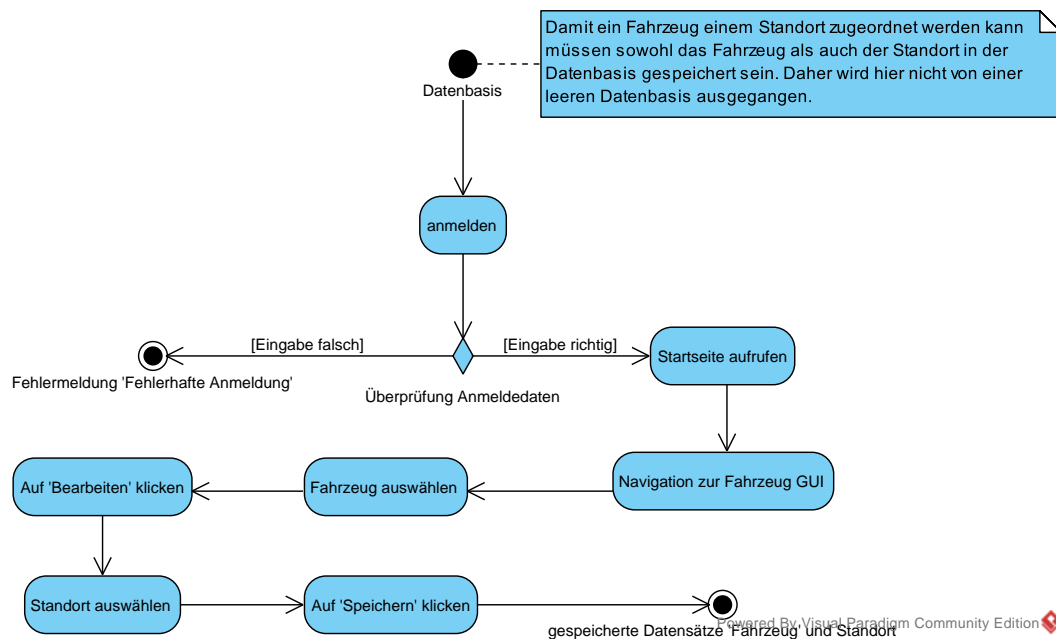 Damit ein Fahrzeug einem Standort zugeordnet werden kann
müssen sowohl das Fahrzeug als auch der Standort in der
Datenbasis gespeichert sein. Daher wird hier nicht von einer
leeren Datenbasis ausgegangen.
Datenbasis
anmelden
[Eingabe falsch]
[Eingabe richtig]
Startseite aufrufen
Fehlermeldung 'Fehlerhafte Anmeldung'
Überprüfung Anmeldedaten
Navigation zur Fahrzeug GUI
Fahrzeug auswählen
Auf 'Bearbeiten' klicken
Standort auswählen
Auf 'Speichern' klicken
gespeicherte Datensätze 'Fahrzeug' und Standort
Powered By Visual Paradigm Community Edition